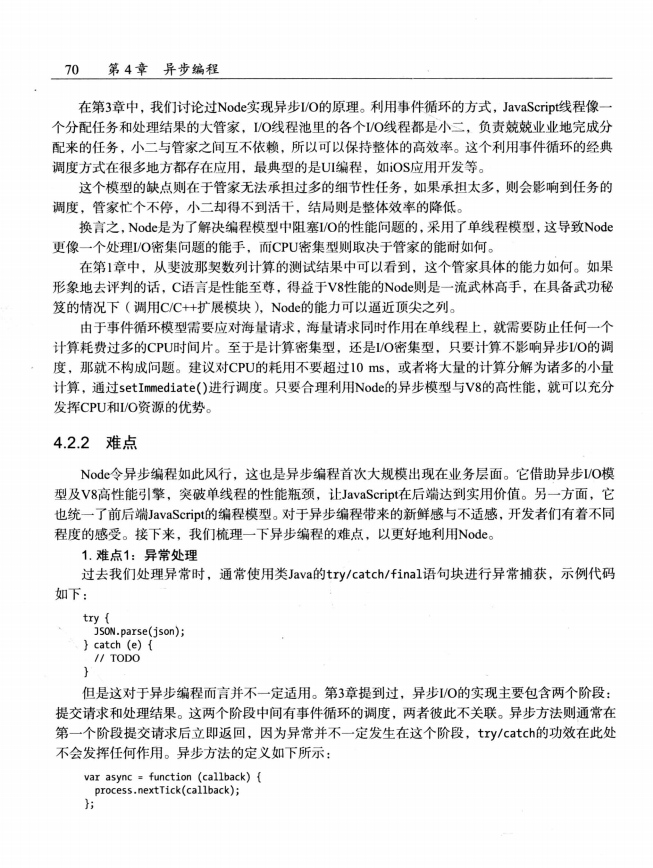 70 第4章 异步编程
在第3章中，我们讨论过Node实现异步I/O的原理。利用事件循环的方式，JavaScript线程像一
个分配任务和处理结果的大管家，I/O线程池里的各个I/O线程都是小二，负责兢兢业业地完成分
配来的任务，小二与管家之间互不依赖，所以可以保持整体的高效率。这个利用事件循环的经典
调度方式在很多地方都存在应用，最典型的是UI编程，如iOS应用开发等。
这个模型的缺点则在于管家无法承担过多的细节性任务，如果承担太多，则会影响到任务的
调度，管家忙个不停，小二却得不到活干，结局则是整体效率的降低。
换言之，Node是为了解决编程模型中阻塞I/O的性能问题的，采用了单线程模型，这导致Node
更像一个处理I/O密集问题的能手，而CPU密集型则取决于管家的能耐如何。
在第1章中，从斐波那契数列计算的测试结果中可以看到，这个管家具体的能力如何。如果
形象地去评判的话，C语言是性能至尊，得益于V8性能的Node则是一流武林高手，在具备武功秘
笈的情况下（调用C/C++扩展模块），Node的能力可以逼近顶尖之列。
由于事件循环模型需要应对海量请求，海量请求同时作用在单线程上，就需要防止任何一个
计算耗费过多的CPU时间片。至于是计算密集型，还是I/O密集型，只要计算不影响异步I/O的调
度，那就不构成问题。建议对CPU的耗用不要超过10 ms，或者将大量的计算分解为诸多的小量
计算，通过setImmediate()进行调度。只要合理利用Node的异步模型与V8的高性能，就可以充分
发挥CPU和I/O资源的优势。
4.2.2 难点
Node令异步编程如此风行，这也是异步编程首次大规模出现在业务层面。它借助异步I/O模
型及V8高性能引擎，突破单线程的性能瓶颈，让JavaScript在后端达到实用价值。另一方面，它
也统一了前后端JavaScript的编程模型。对于异步编程带来的新鲜感与不适感，开发者们有着不同
程度的感受。接下来，我们梳理一下异步编程的难点，以更好地利用Node。
1. 难点1：异常处理
过去我们处理异常时，通常使用类Java的try/catch/final语句块进行异常捕获，示例代码
如下：
try {
  JSON.parse(json);
} catch (e) {
  // TODO
}
但是这对于异步编程而言并不一定适用。第3章提到过，异步I/O的实现主要包含两个阶段：
提交请求和处理结果。这两个阶段中间有事件循环的调度，两者彼此不关联。异步方法则通常在
第一个阶段提交请求后立即返回，因为异常并不一定发生在这个阶段，try/catch的功效在此处
不会发挥任何作用。异步方法的定义如下所示：
var async = function (callback) {
  process.nextTick(callback);
};